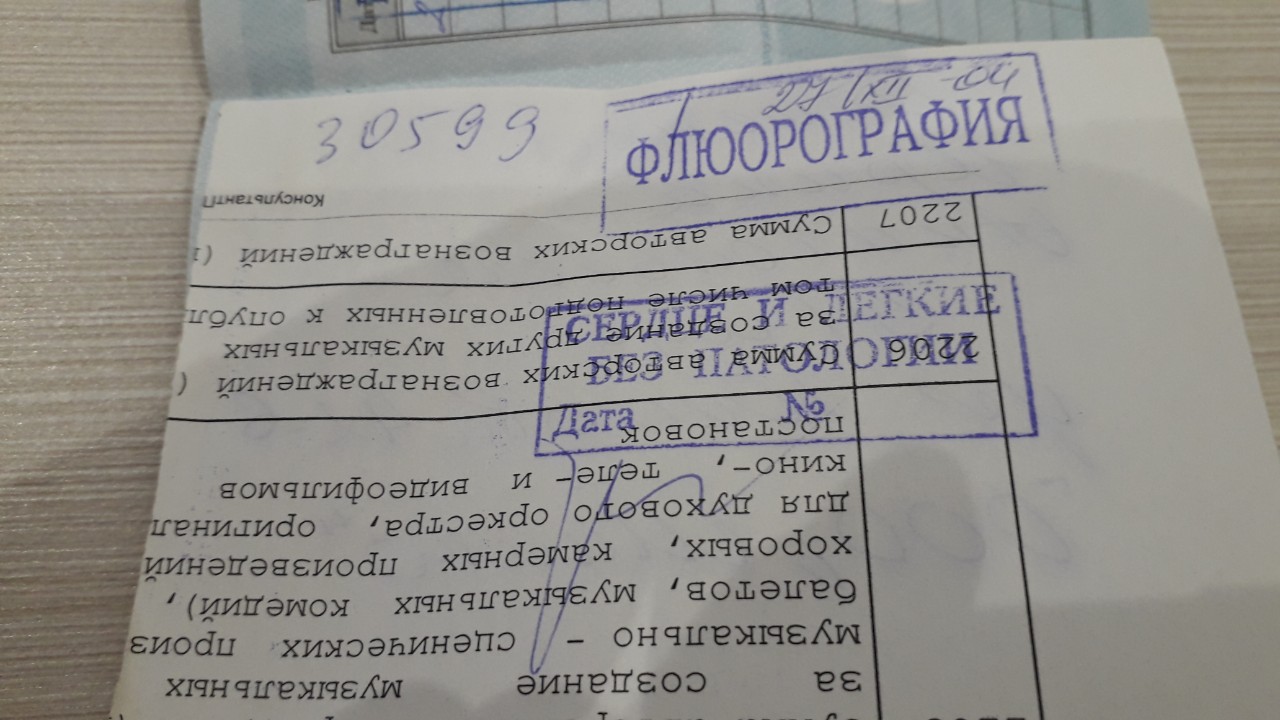 27/XII-04
30599
ФЛЮОРОГРАФИЯ
СЕРДЦЕ И ЛЕГКИЕ
БЕЗ ПАТОЛОГИИ
Дата №
за создание музыкальных
музыкально - сценических произ
балетов, музыкальных комедий),
хоровых, камерных произведений
для духового оркестра, оригинал
кино-, теле- и видеофильмов
постановок
2206 Сумма авторских вознаграждений (
за создание других музыкальных
том числе подготовленных к опубл
2207 Сумма авторских вознаграждений (
КонсультантП